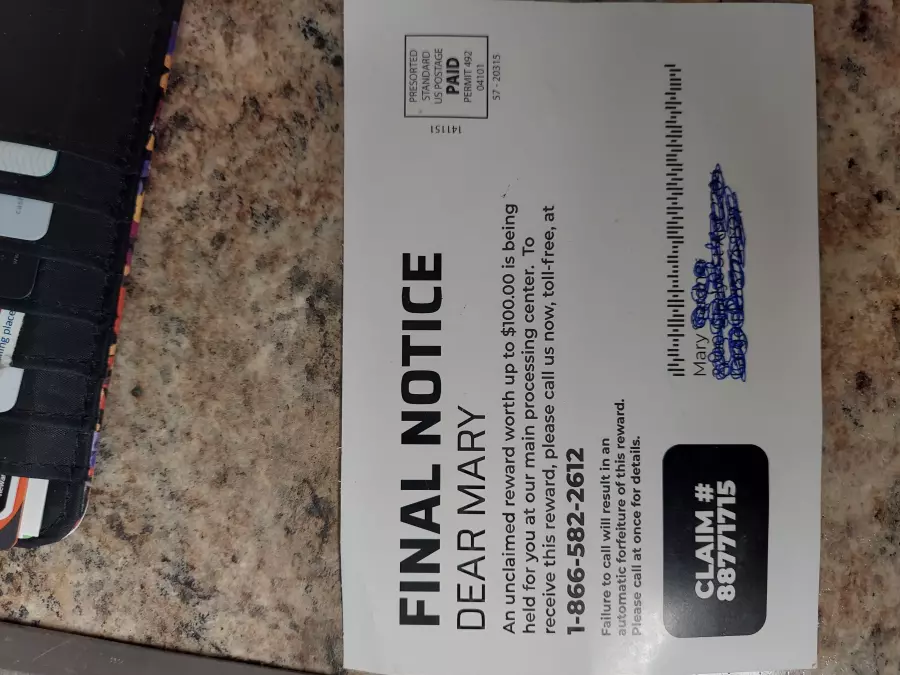 PRESORTED
STANDARD
US POSTAGE
PAID
PERMIT 492
04101
57 - 20315
141151
FINAL NOTICE
DEAR MARY
An unclaimed reward worth up to $100.00 is being
held for you at our main processing center. To
receive this reward, please call us now, toll-free, at
1-866-582-2612
Failure to call will result in an
automatic forfeiture of this reward.
Please call at once for details.
Mary
CLAIM #
88771715